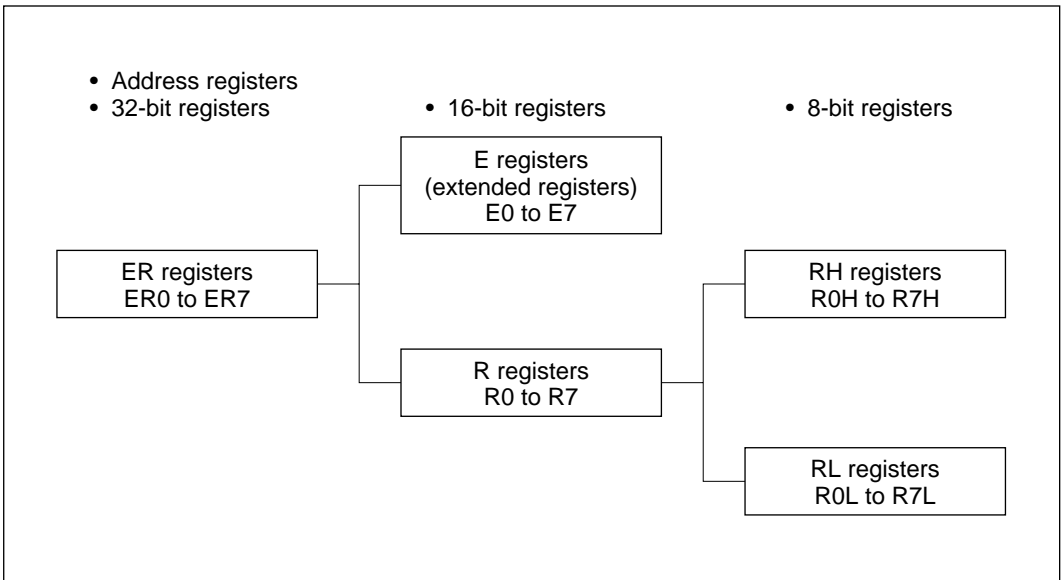 • Address registers
• 32-bit registers
• 16-bit registers
• 8-bit registers
E registers
(extended registers)
E0 to E7
ER registers
ER0 to ER7
RH registers
R0H to R7H
R registers
R0 to R7
RL registers
R0L to R7L